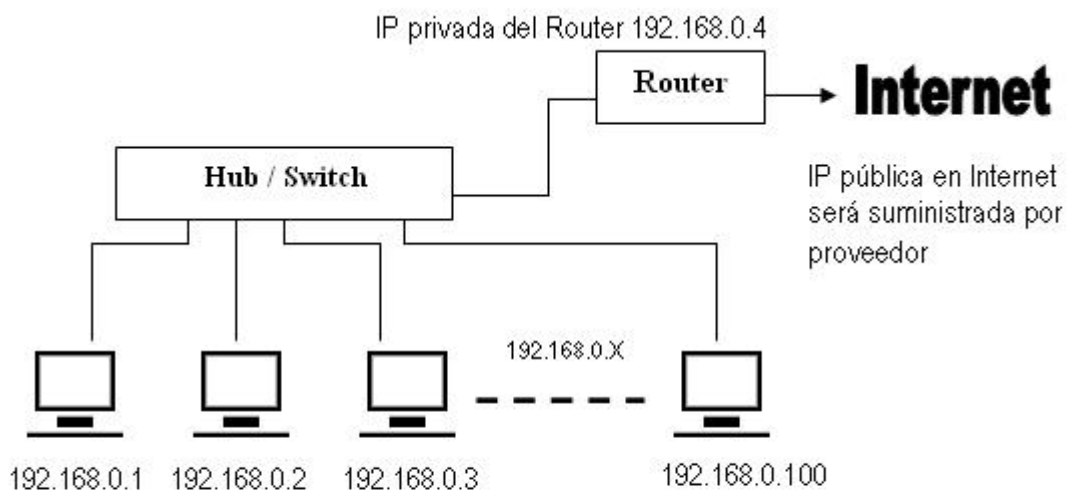 IP privada del Router 192.168.0.4
Router
Internet
Hub / Switch
IP pública en Internet
será suministrada por
proveedor
192.168.0.X
192.168.0.1
192.168.0.2
192.168.0.3
192.168.0.100